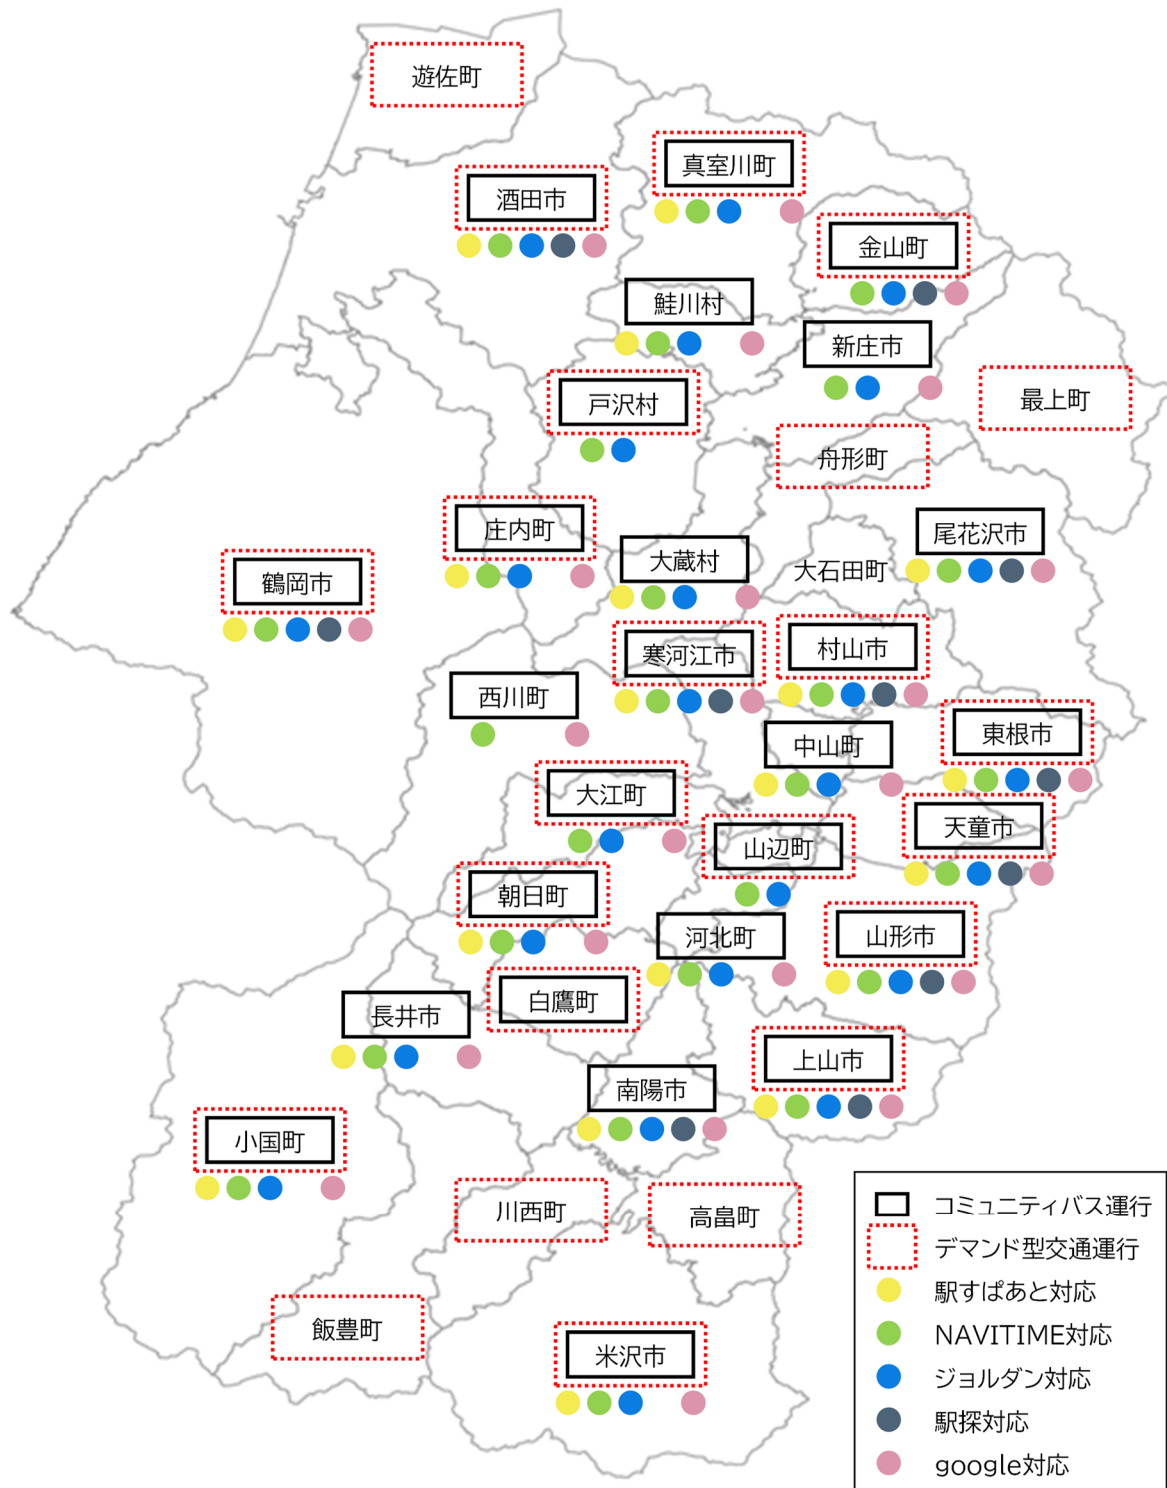 遊佐町
真室川町
酒田市
金山町
鮭川村
新庄市
戸沢村
最上町
舟形町
庄内町
尾花沢市
大蔵村
大石田町
鶴岡市
寒河江市
村山市
西川町
中山町
東根市
大江町
天童市
山辺町
朝日町
河北町
山形市
白鷹町
長井市
上山市
南陽市
小国町
川西町
高畠町
飯豊町
米沢市
コミュニティバス運行
デマンド型交通運行
駅すぱあと対応
NAVITIME対応
ジョルダン対応
駅探対応
google対応